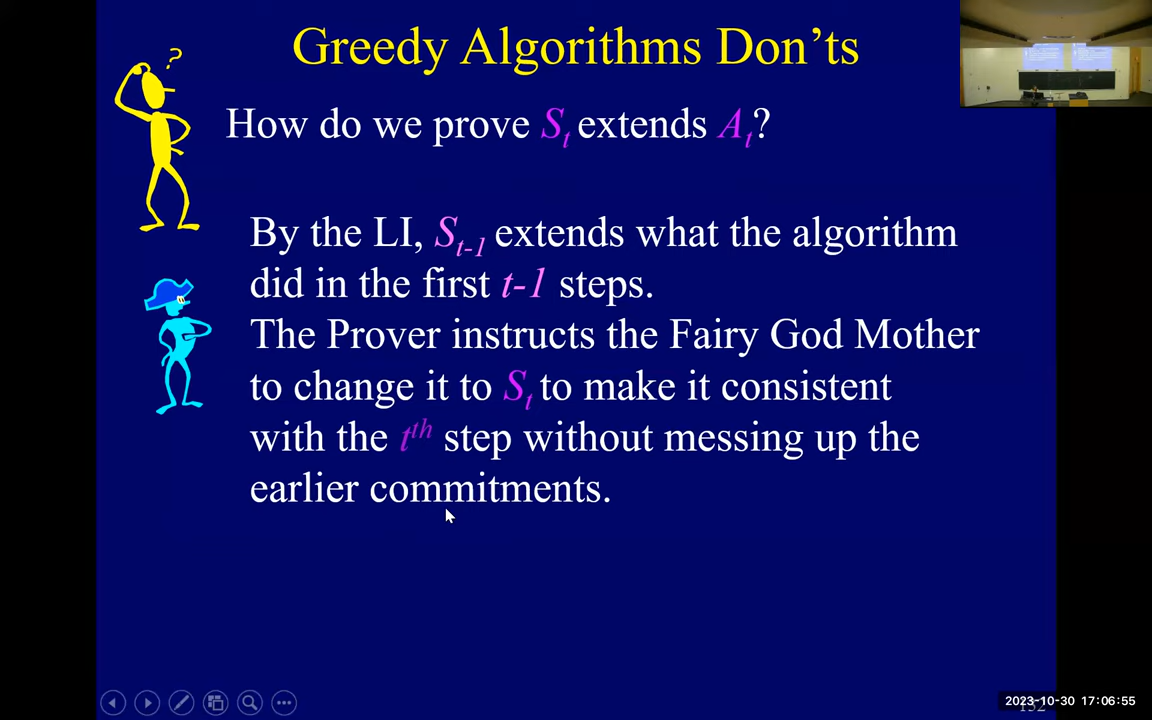 Greedy Algorithms Don'ts
?
How do we prove St extends At?
By the LI, St-1 extends what the algorithm
did in the first t-1 steps.
The Prover instructs the Fairy God Mother
to change it to St to make it consistent
with the tth step without messing up the
earlier commitments.
2023-10-30 17:06:55